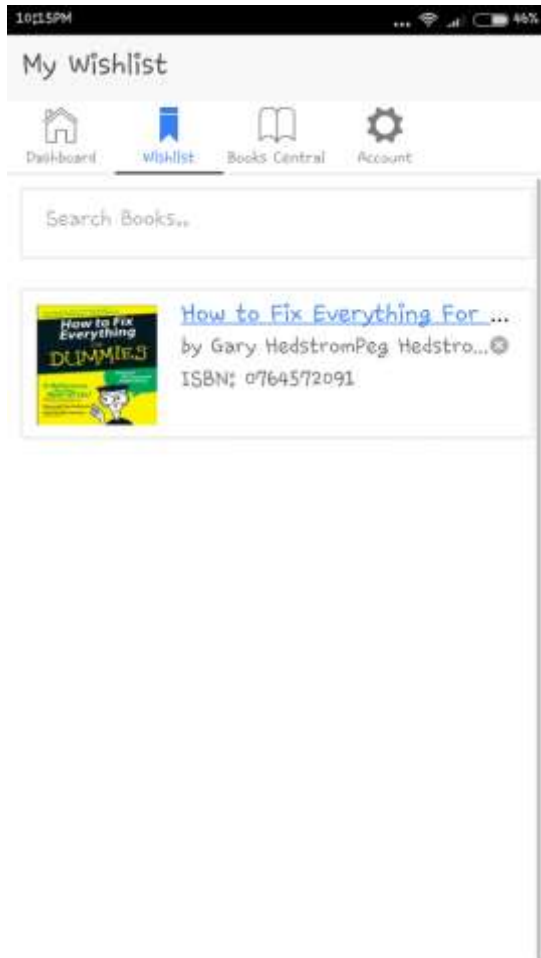 10:15PM ... 46%
My Wishlist
Dashboard Wishlist Books Central Account
Search Books..
How to Fix Everything For ...
by Gary HedstromPeg Hedstro...
ISBN: 0764572091
How to Fix
Everything
DUMMIES